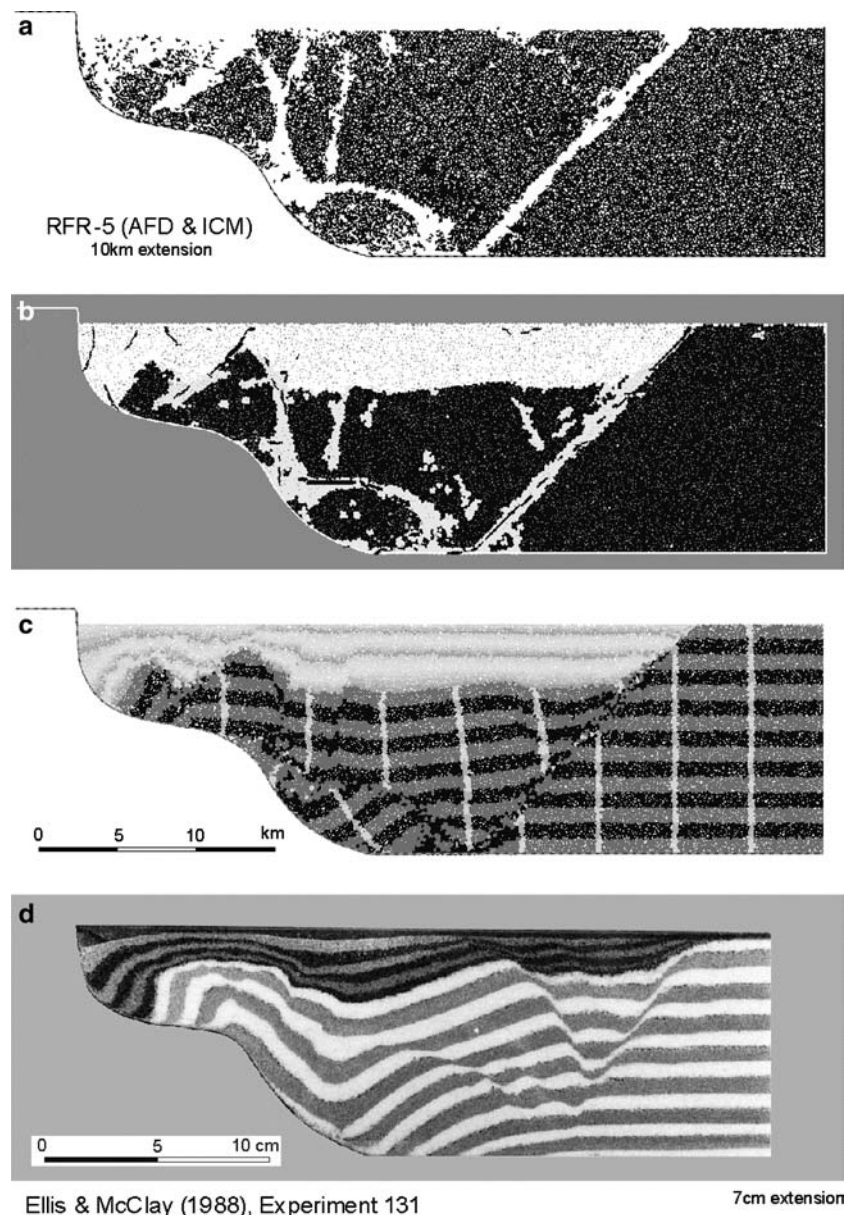 a
RFR-5 (AFD & ICM)
10km extension
b
c
0 5 10 km
d
0 5 10 cm
Ellis & McClay (1988), Experiment 131
7cm extension